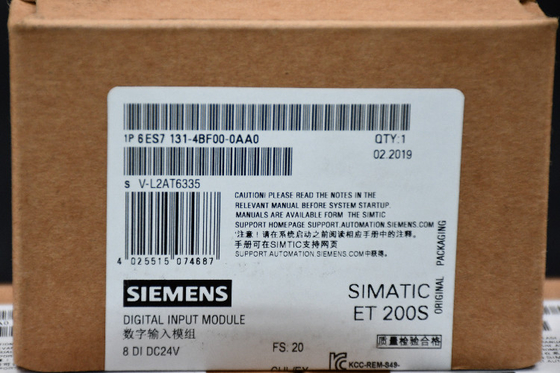 1P 6ES7 131-4BF00-0AA0
QTY:1
02.2019
S V-L2AT6335
CAUTION! PLEASE READ THE NOTES IN THE
RELEVANT MANUAL BEFORE SYSTEM STARTUP.
MANUALS ARE AVAILABLE FORM THE SIMTIC
SUPPORT HOMEPAGE SUPPORT.AUTOMATION.SIEMENS.COM
注意！请在系统启动之前阅读相应手册中的注释。
手册可在SIMTIC支持网页
SUPPORT.AUTOMATION.SIEMENS.COM中获得。
4 025515 074687
ORIGINAL PACKAGING
SIEMENS
SIMATIC
ET 200S
DIGITAL INPUT MODULE
数字输入模组
8 DI DC24V
FS. 20
质量检验合格
KCC-REM-S49-